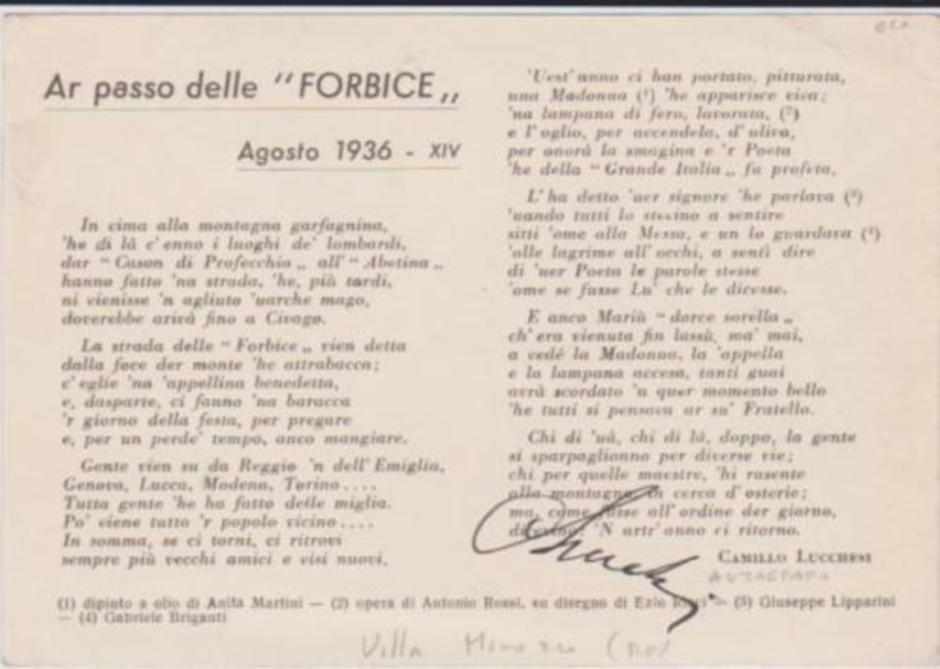 Ar passo delle "FORBICE„
Agosto 1936 - XIV
In cima alla montagna garfagnina,
'he di là c'enno i luoghi de' lombardi,
dar "Cason di Profecchia„ all'"Abetina„
hanno fatto 'na strada, 'he, più tardi,
ni vienisse 'n agliuto 'uarche mago,
doverebbe arivà fino a Civago.
La strada delle "Forbice„ vien detta
dalla foce der monte 'he attrabacca;
c'eglie 'na 'appellina benedetta,
e, dasparte, ci fanno 'na baracca
'r giorno della festa, per pregare
e, per un perde' tempo, anco mangiare.
Gente vien su da Reggio 'n dell'Emiglia,
Genova, Lucca, Modena, Torino....
Tutta gente 'he ha fatto delle miglia.
Po' viene tutto 'r popolo vicino....
In somma, se ci torni, ci ritrovi
sempre più vecchi amici e visi nuovi.
'Uest'anno ci han portato, pitturata,
una Madonna (¹) 'he apparisce viva;
'na lampana di fero, lavorata, (²)
e l'oglio, per accendela, d'uliva,
per onorà la smagina e 'r Poeta
'he della "Grande Italia„ fu profeta.
L'ha detto 'uer signore 'he parlava (³)
'uando tutti lo stevino a sentire
sitti 'ome alla Messa, e un lo guardava (⁴)
'olle lagrime all'occhi, a sentì dire
di 'uer Poeta le parole stesse
'ome se fusse Lu' che le dicesse.
E anco Marià "dorce sorella„
ch'era vienuta fin lassù, ma' mai,
a vedé la Madonna, la 'appella
e la lampana accesa, tanti guai
avrà scordato 'n quer momento bello
'he tutti si pensava ar su' Fratello.
Chi di 'uà, chi di là, doppo, la gente
si sparpaglionno per diverse vie;
chi per quelle maestre, 'hi rasente
alla montagna, in cerca d'osterie;
ma, come fusse all'ordine der giorno,
'N artr'anno ci ritorno.
CAMILLO LUCCHESI
AUTOGRAFO
(1) dipinto a olio di Anita Martini — (2) opera di Antonio Rossi, su disegno di Ezio — (3) Giuseppe Lipparini
— (4) Gabriele Briganti
Villa